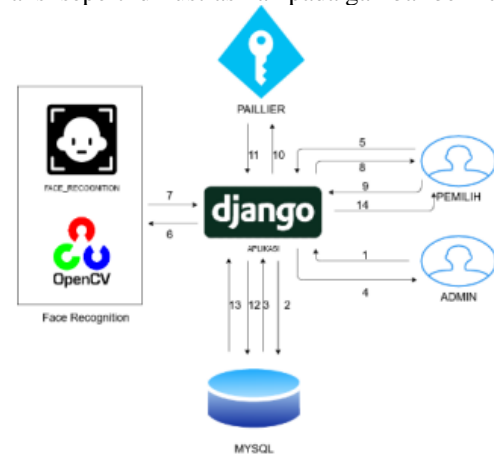 PAILLIER
11 10
5
8
9
14
PEMILIH
FACE_RECOGNITION
7
6
django
APLIKASI
OpenCV
1
4
ADMIN
Face Recognition
13 12 3 2
MYSQL